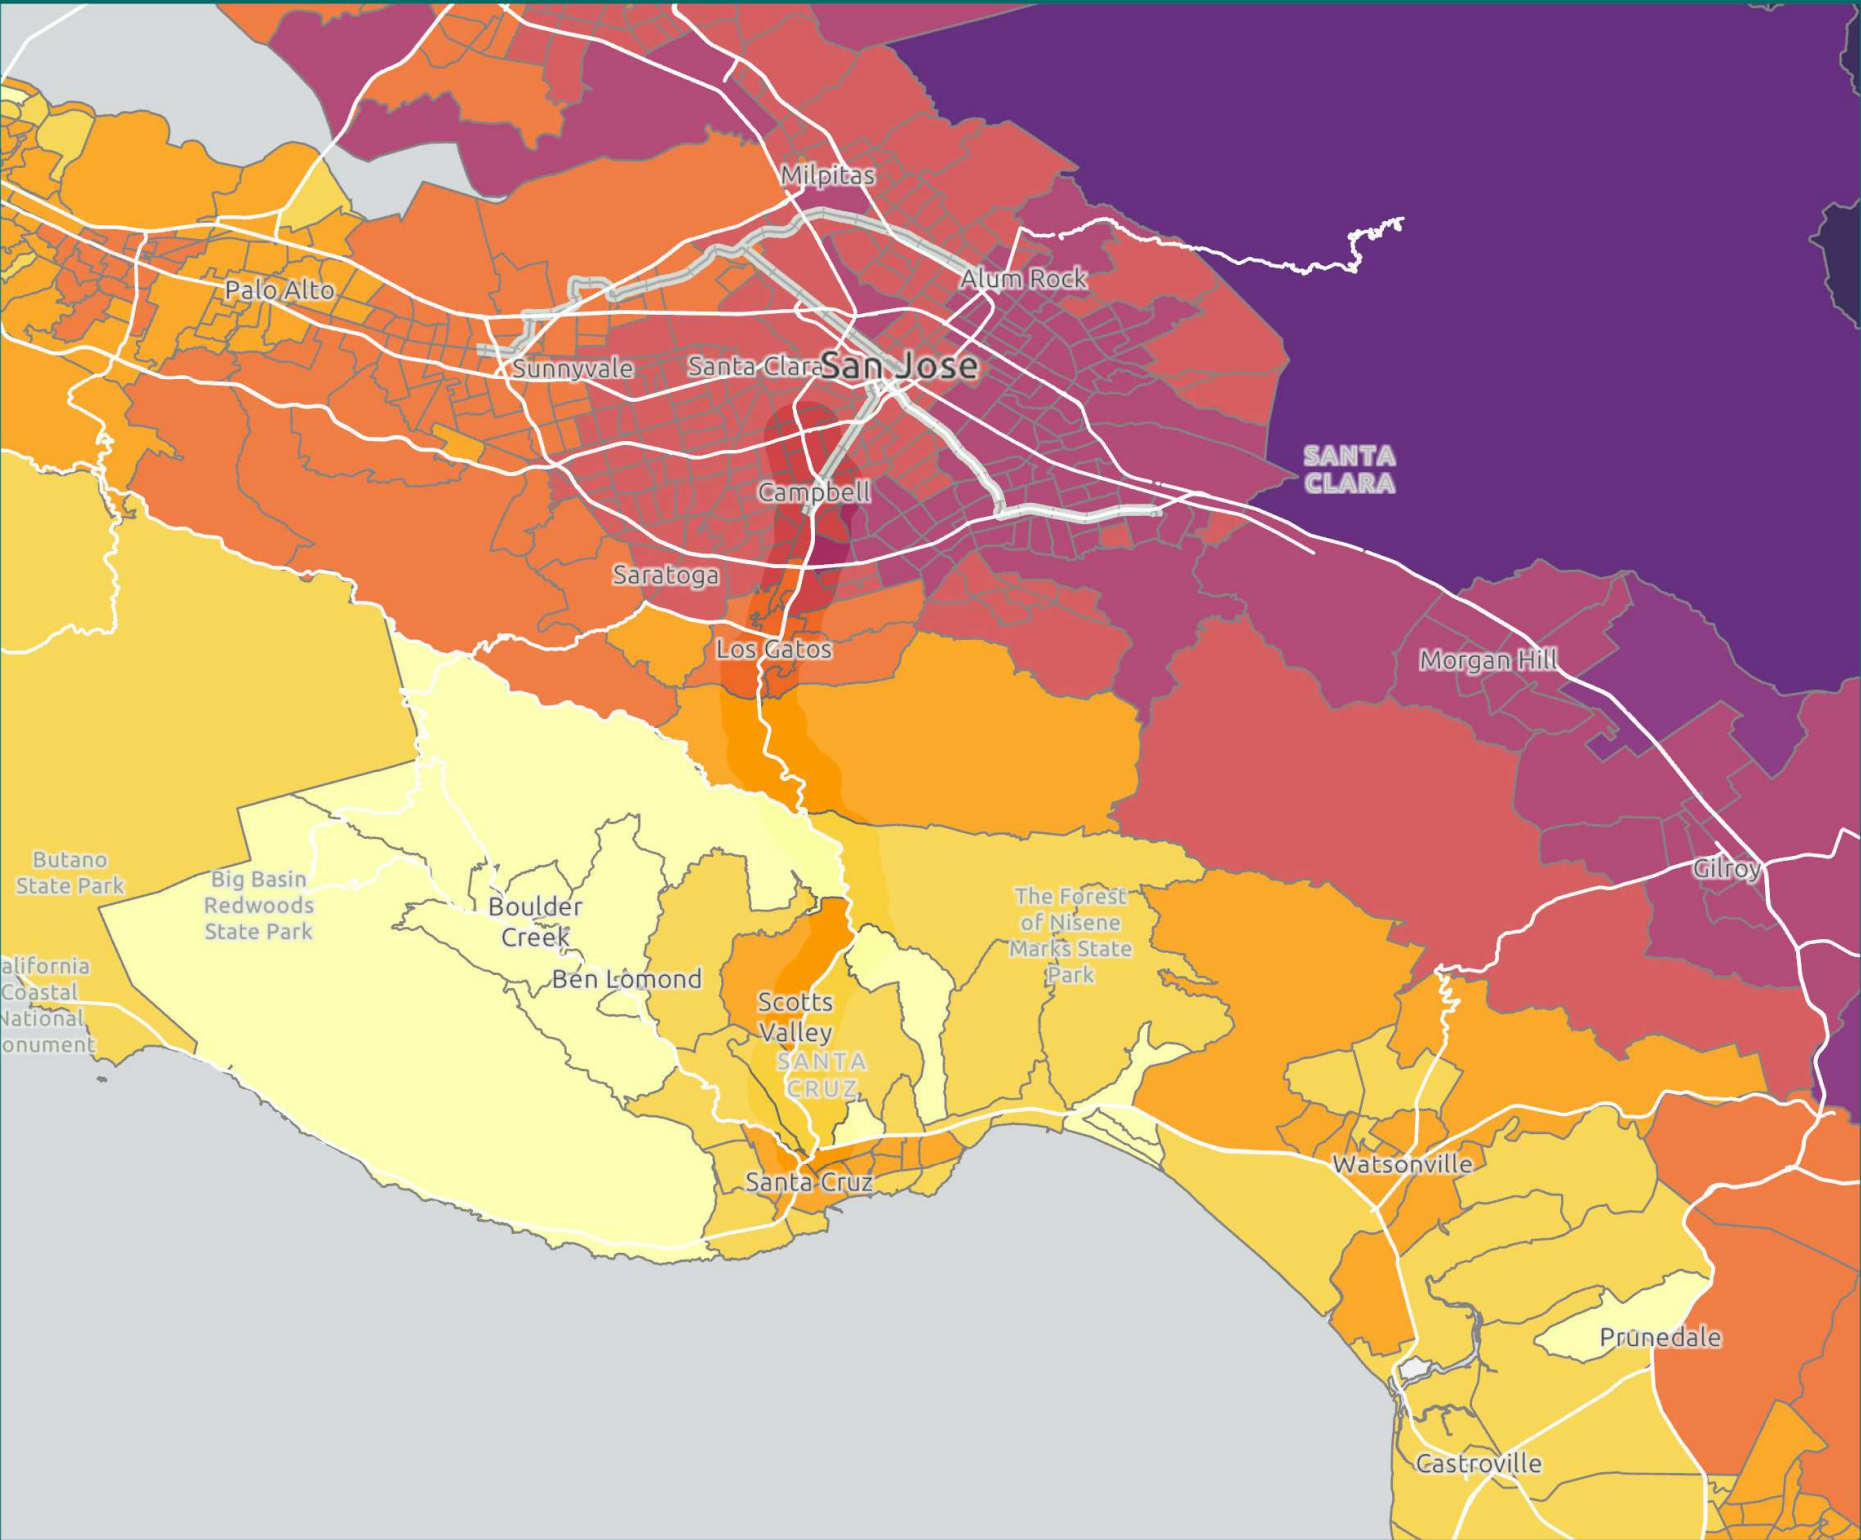 Milpitas
Alum Rock
Palo Alto
Sunnyvale
Santa Clara
San Jose
SANTA
CLARA
Campbell
Saratoga
Los Gatos
Morgan Hill
Gilroy
Butano
State Park
Big Basin
Redwoods
State Park
Boulder
Creek
The Forest
of Nisene
Marks State
Park
alifornia
Coastal
National
onument
Ben Lomond
Scotts
Valley
SANTA
CRUZ
Watsonville
Santa Cruz
Prunedale
Castroville